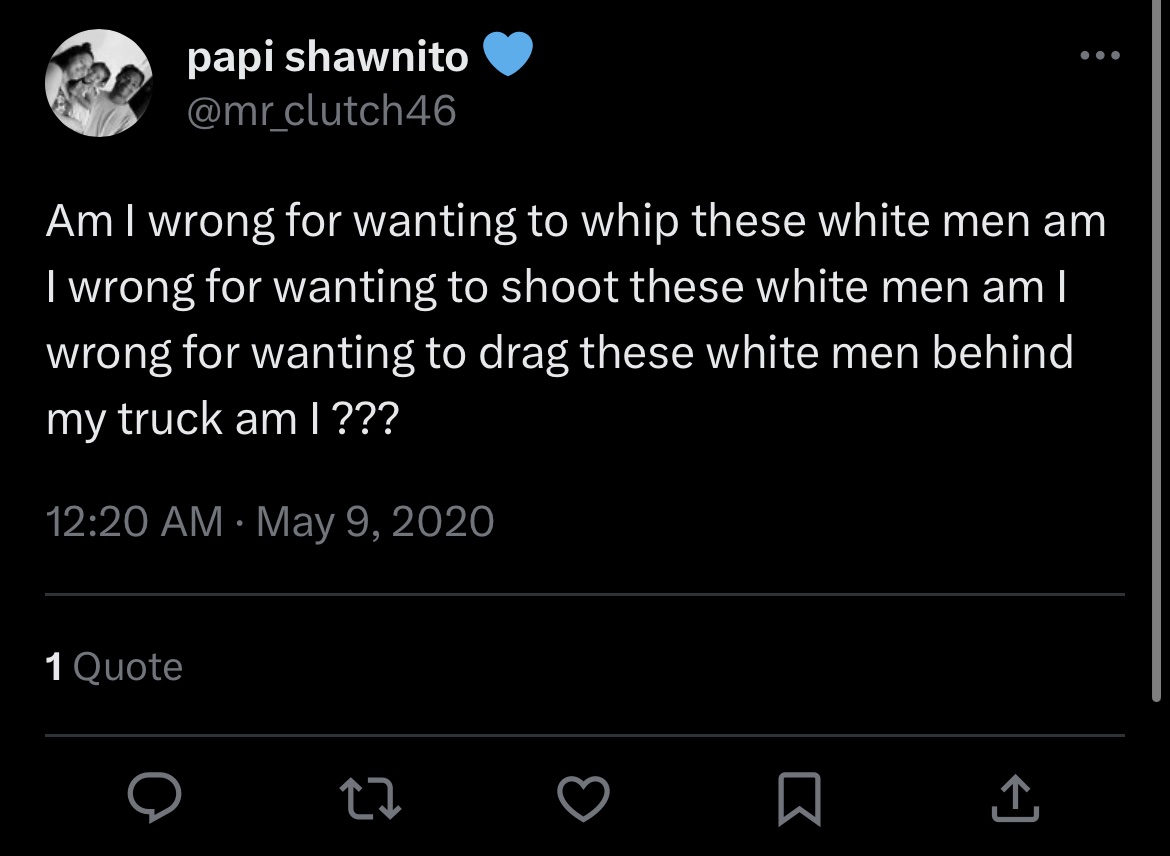 papi shawnito 💙
@mr_clutch46
Am I wrong for wanting to whip these white men am
I wrong for wanting to shoot these white men am I
wrong for wanting to drag these white men behind
my truck am I ???
12:20 AM · May 9, 2020
1 Quote